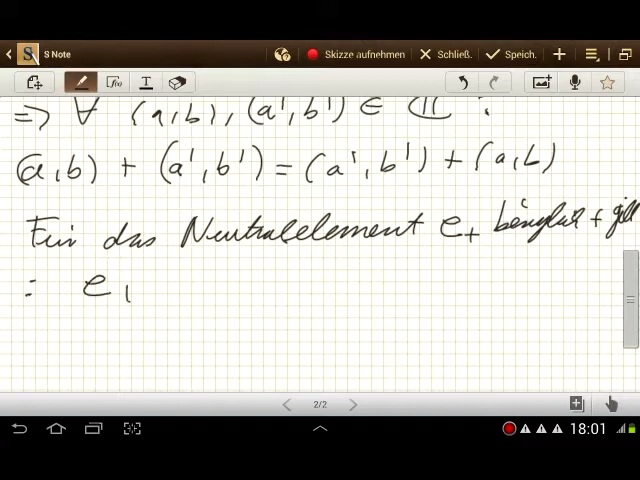 S Note
Skizze aufnehmen
Schließ.
Speich.
=> ∀ (a,b), (a',b') ∈ ℂ :
(a,b) + (a',b') = (a',b') + (a,b)
Für das Neutralelement e+ bezüglich + gilt
: e
2/2
18:01